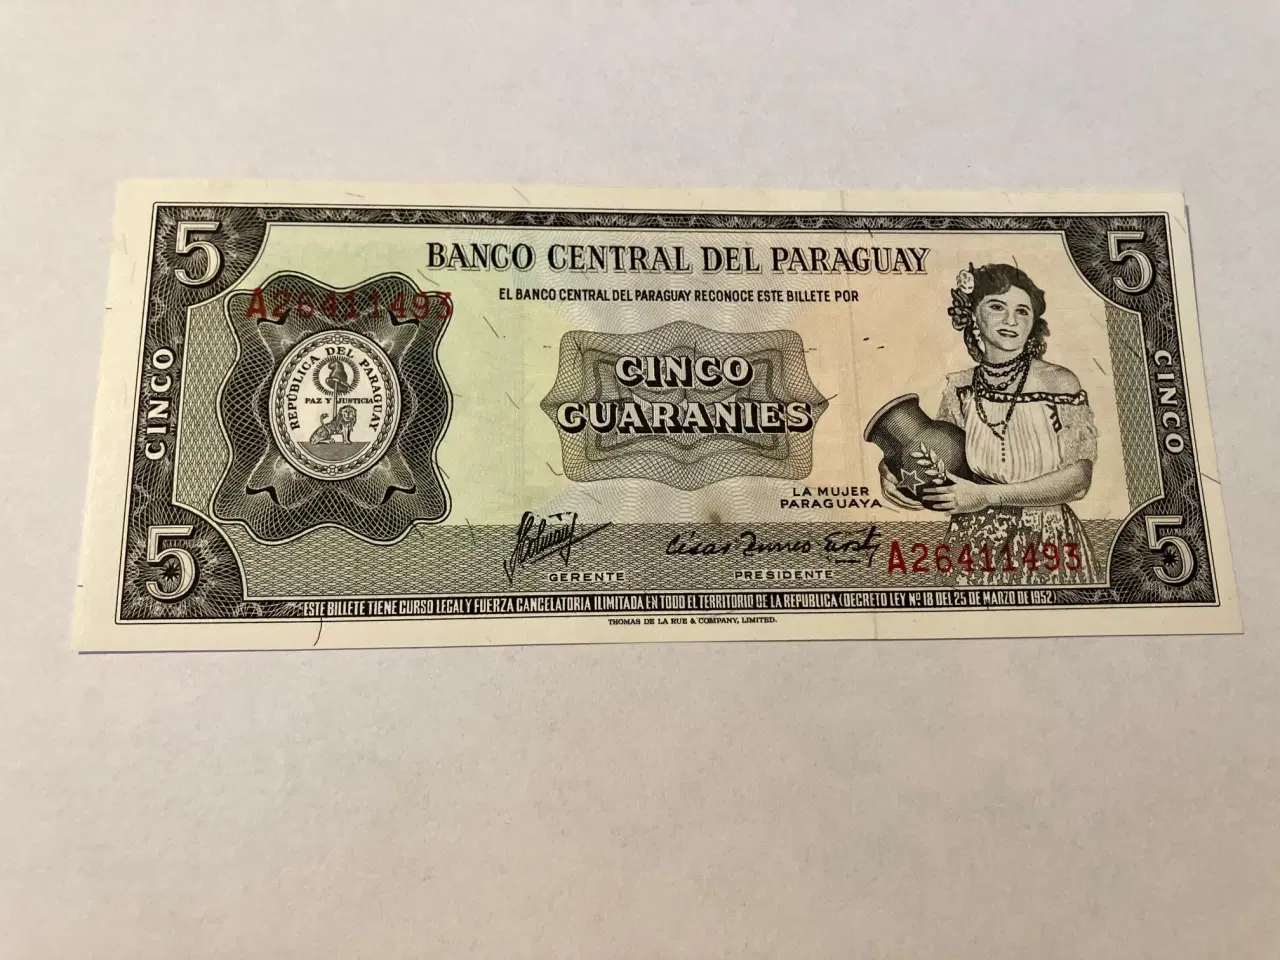 5
5
BANCO CENTRAL DEL PARAGUAY
EL BANCO CENTRAL DEL PARAGUAY RECONOCE ESTE BILLETE POR
A26411493
REPUBLICA DEL PARAGUAY
PAZ Y JUSTICIA
CINCO
CINCO
GUARANIES
CINCO
LA MUJER
PARAGUAYA
5
GERENTE
PRESIDENTE
A26411493
5
ESTE BILLETE TIENE CURSO LEGAL Y FUERZA CANCELATORIA ILIMITADA EN TODO EL TERRITORIO DE LA REPUBLICA (DECRETO LEY Nº 18 DEL 25 DE MARZO DE 1952)
THOMAS DE LA RUE & COMPANY, LIMITED.